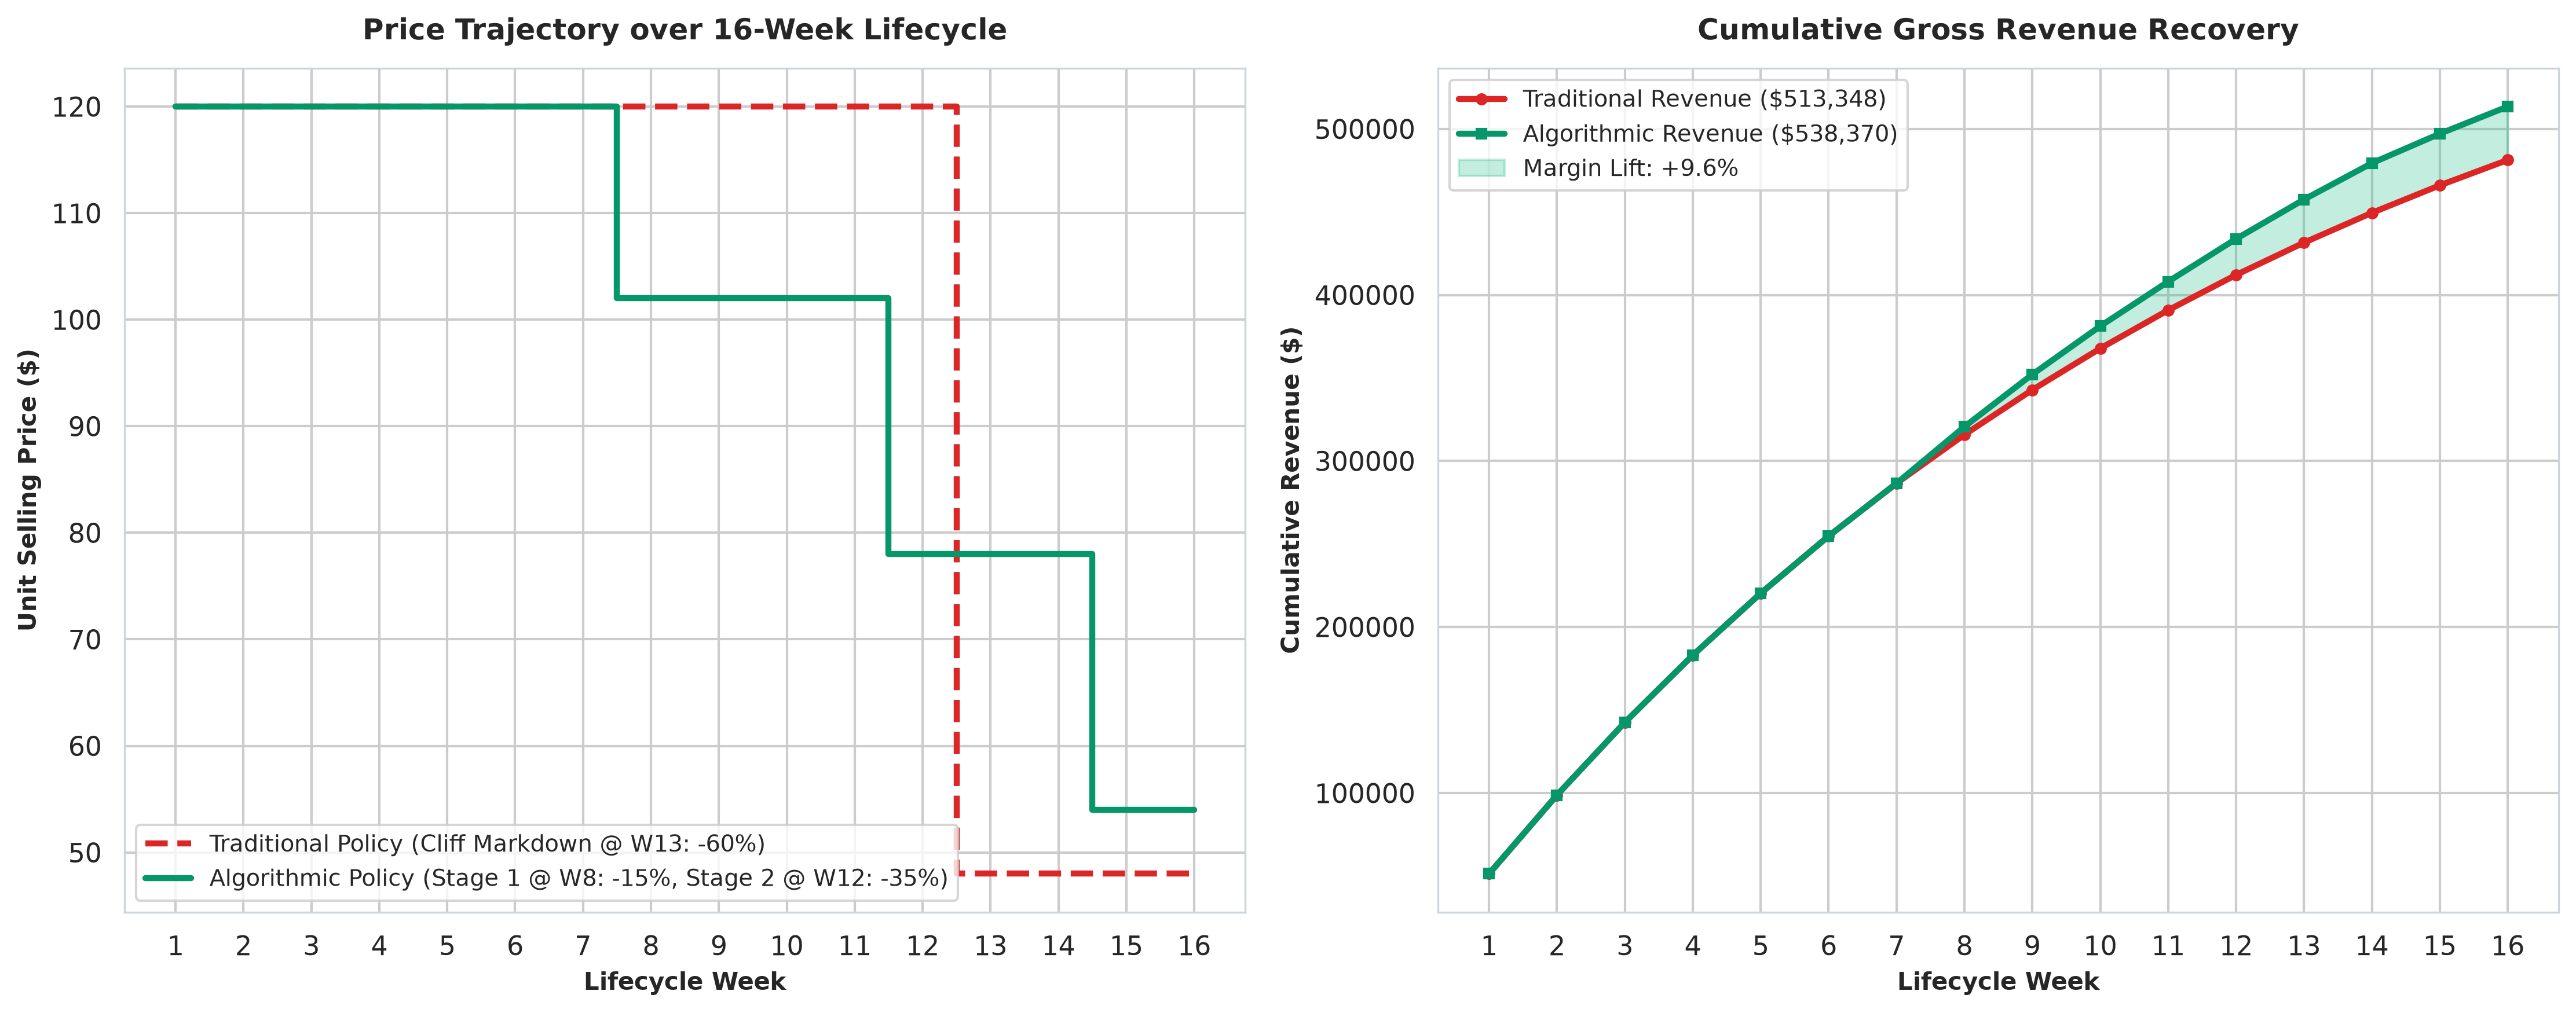 Price Trajectory over 16-Week Lifecycle
Unit Selling Price ($)
120
110
100
90
80
70
60
50
Traditional Policy (Cliff Markdown @ W13: -60%)
Algorithmic Policy (Stage 1 @ W8: -15%, Stage 2 @ W12: -35%)
1 2 3 4 5 6 7 8 9 10 11 12 13 14 15 16
Lifecycle Week
Cumulative Gross Revenue Recovery
Cumulative Revenue ($)
Traditional Revenue ($513,348)
Algorithmic Revenue ($538,370)
Margin Lift: +9.6%
500000
400000
300000
200000
100000
1 2 3 4 5 6 7 8 9 10 11 12 13 14 15 16
Lifecycle Week